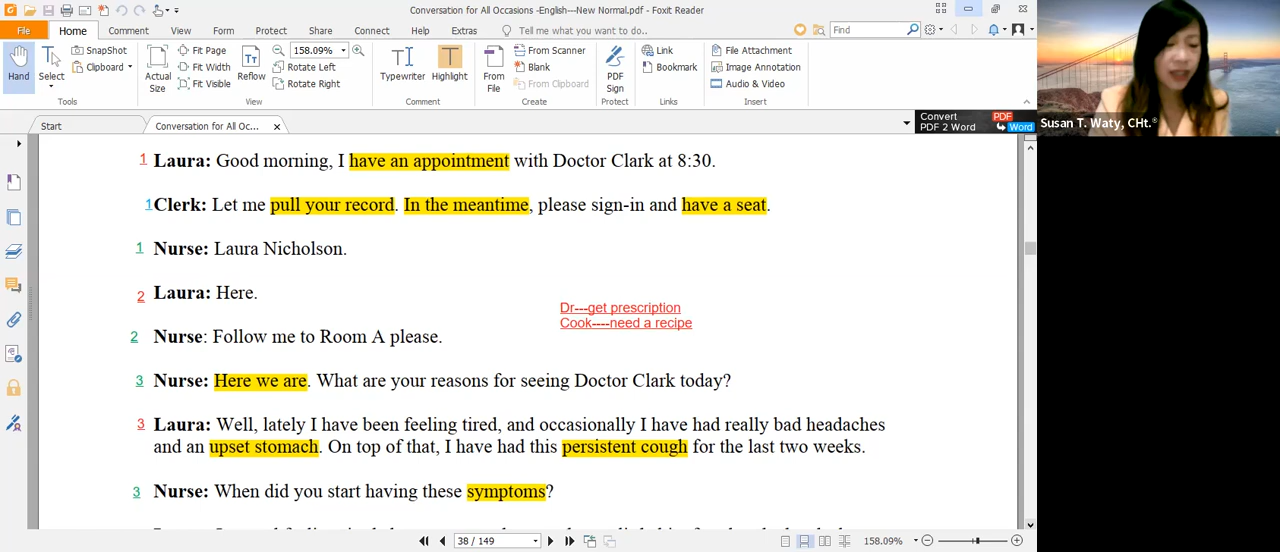 Conversation for All Occasions -English---New Normal.pdf - Foxit Reader
File Home Comment View Form Protect Share Connect Help Extras Tell me what you want to do.. Find
Hand
Select
SnapShot
Clipboard
Tools
Actual Size
Fit Page
Fit Width
Fit Visible
Reflow
158.09%
Rotate Left
Rotate Right
View
Typewriter
Highlight
Comment
From File
From Scanner
Blank
From Clipboard
Create
PDF Sign
Protect
Link
Bookmark
Links
File Attachment
Image Annotation
Audio & Video
Insert
Susan T. Waty, CHt.®
Start
Conversation for All Oc...
Convert PDF
PDF 2 Word Word
1 Laura: Good morning, I have an appointment with Doctor Clark at 8:30.
1 Clerk: Let me pull your record. In the meantime, please sign-in and have a seat.
1 Nurse: Laura Nicholson.
2 Laura: Here.
Dr---get prescription
Cook----need a recipe
2 Nurse: Follow me to Room A please.
3 Nurse: Here we are. What are your reasons for seeing Doctor Clark today?
3 Laura: Well, lately I have been feeling tired, and occasionally I have had really bad headaches
and an upset stomach. On top of that, I have had this persistent cough for the last two weeks.
3 Nurse: When did you start having these symptoms?
38 / 149
158.09%